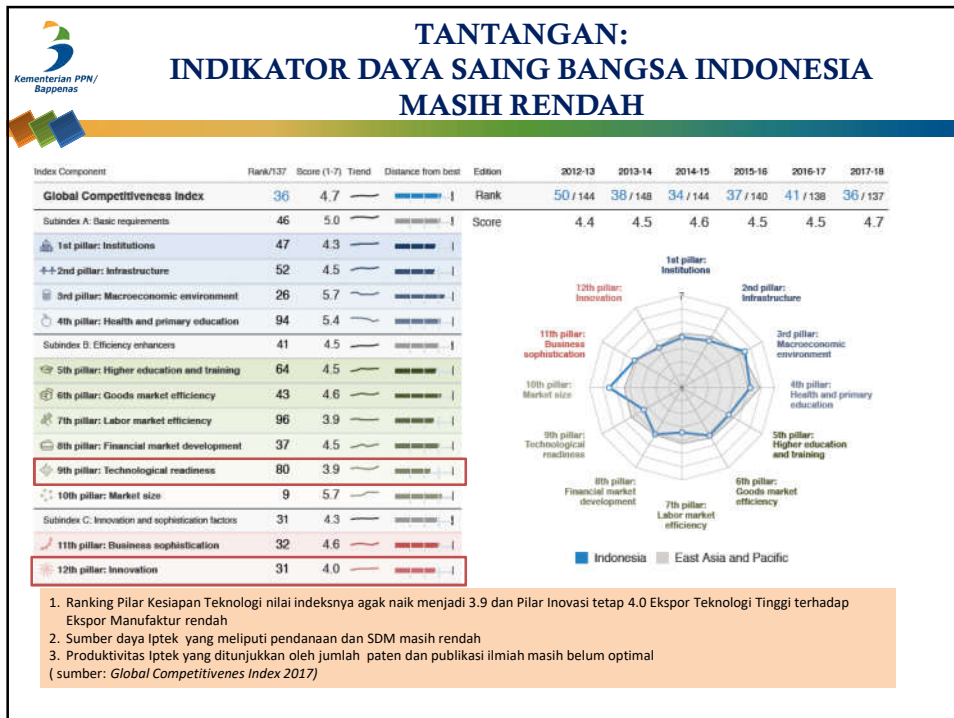 Kementerian PPN/
Bappenas
TANTANGAN:
INDIKATOR DAYA SAING BANGSA INDONESIA
MASIH RENDAH
Index Component Rank/137 Score (1-7) Trend Distance from best
Global Competitiveness Index 36 4.7
Subindex A: Basic requirements 46 5.0
1st pillar: Institutions 47 4.3
2nd pillar: Infrastructure 52 4.5
3rd pillar: Macroeconomic environment 26 5.7
4th pillar: Health and primary education 94 5.4
Subindex B: Efficiency enhancers 41 4.5
5th pillar: Higher education and training 64 4.5
6th pillar: Goods market efficiency 43 4.6
7th pillar: Labor market efficiency 96 3.9
8th pillar: Financial market development 37 4.5
9th pillar: Technological readiness 80 3.9
10th pillar: Market size 9 5.7
Subindex C: Innovation and sophistication factors 31 4.3
11th pillar: Business sophistication 32 4.6
12th pillar: Innovation 31 4.0
Edition 2012-13 2013-14 2014-15 2015-16 2016-17 2017-18
Rank 50 / 144 38 / 148 34 / 144 37 / 140 41 / 138 36 / 137
Score 4.4 4.5 4.6 4.5 4.5 4.7
1st pillar:
Institutions
7
2nd pillar:
Infrastructure
3rd pillar:
Macroeconomic
environment
4th pillar:
Health and primary
education
5th pillar:
Higher education
and training
6th pillar:
Goods market
efficiency
7th pillar:
Labor market
efficiency
8th pillar:
Financial market
development
9th pillar:
Technological
readiness
10th pillar:
Market size
11th pillar:
Business
sophistication
12th pillar:
Innovation
Indonesia East Asia and Pacific
1. Ranking Pilar Kesiapan Teknologi nilai indeksnya agak naik menjadi 3.9 dan Pilar Inovasi tetap 4.0 Ekspor Teknologi Tinggi terhadap
Ekspor Manufaktur rendah
2. Sumber daya Iptek yang meliputi pendanaan dan SDM masih rendah
3. Produktivitas Iptek yang ditunjukkan oleh jumlah paten dan publikasi ilmiah masih belum optimal
( sumber: Global Competitivenes Index 2017)